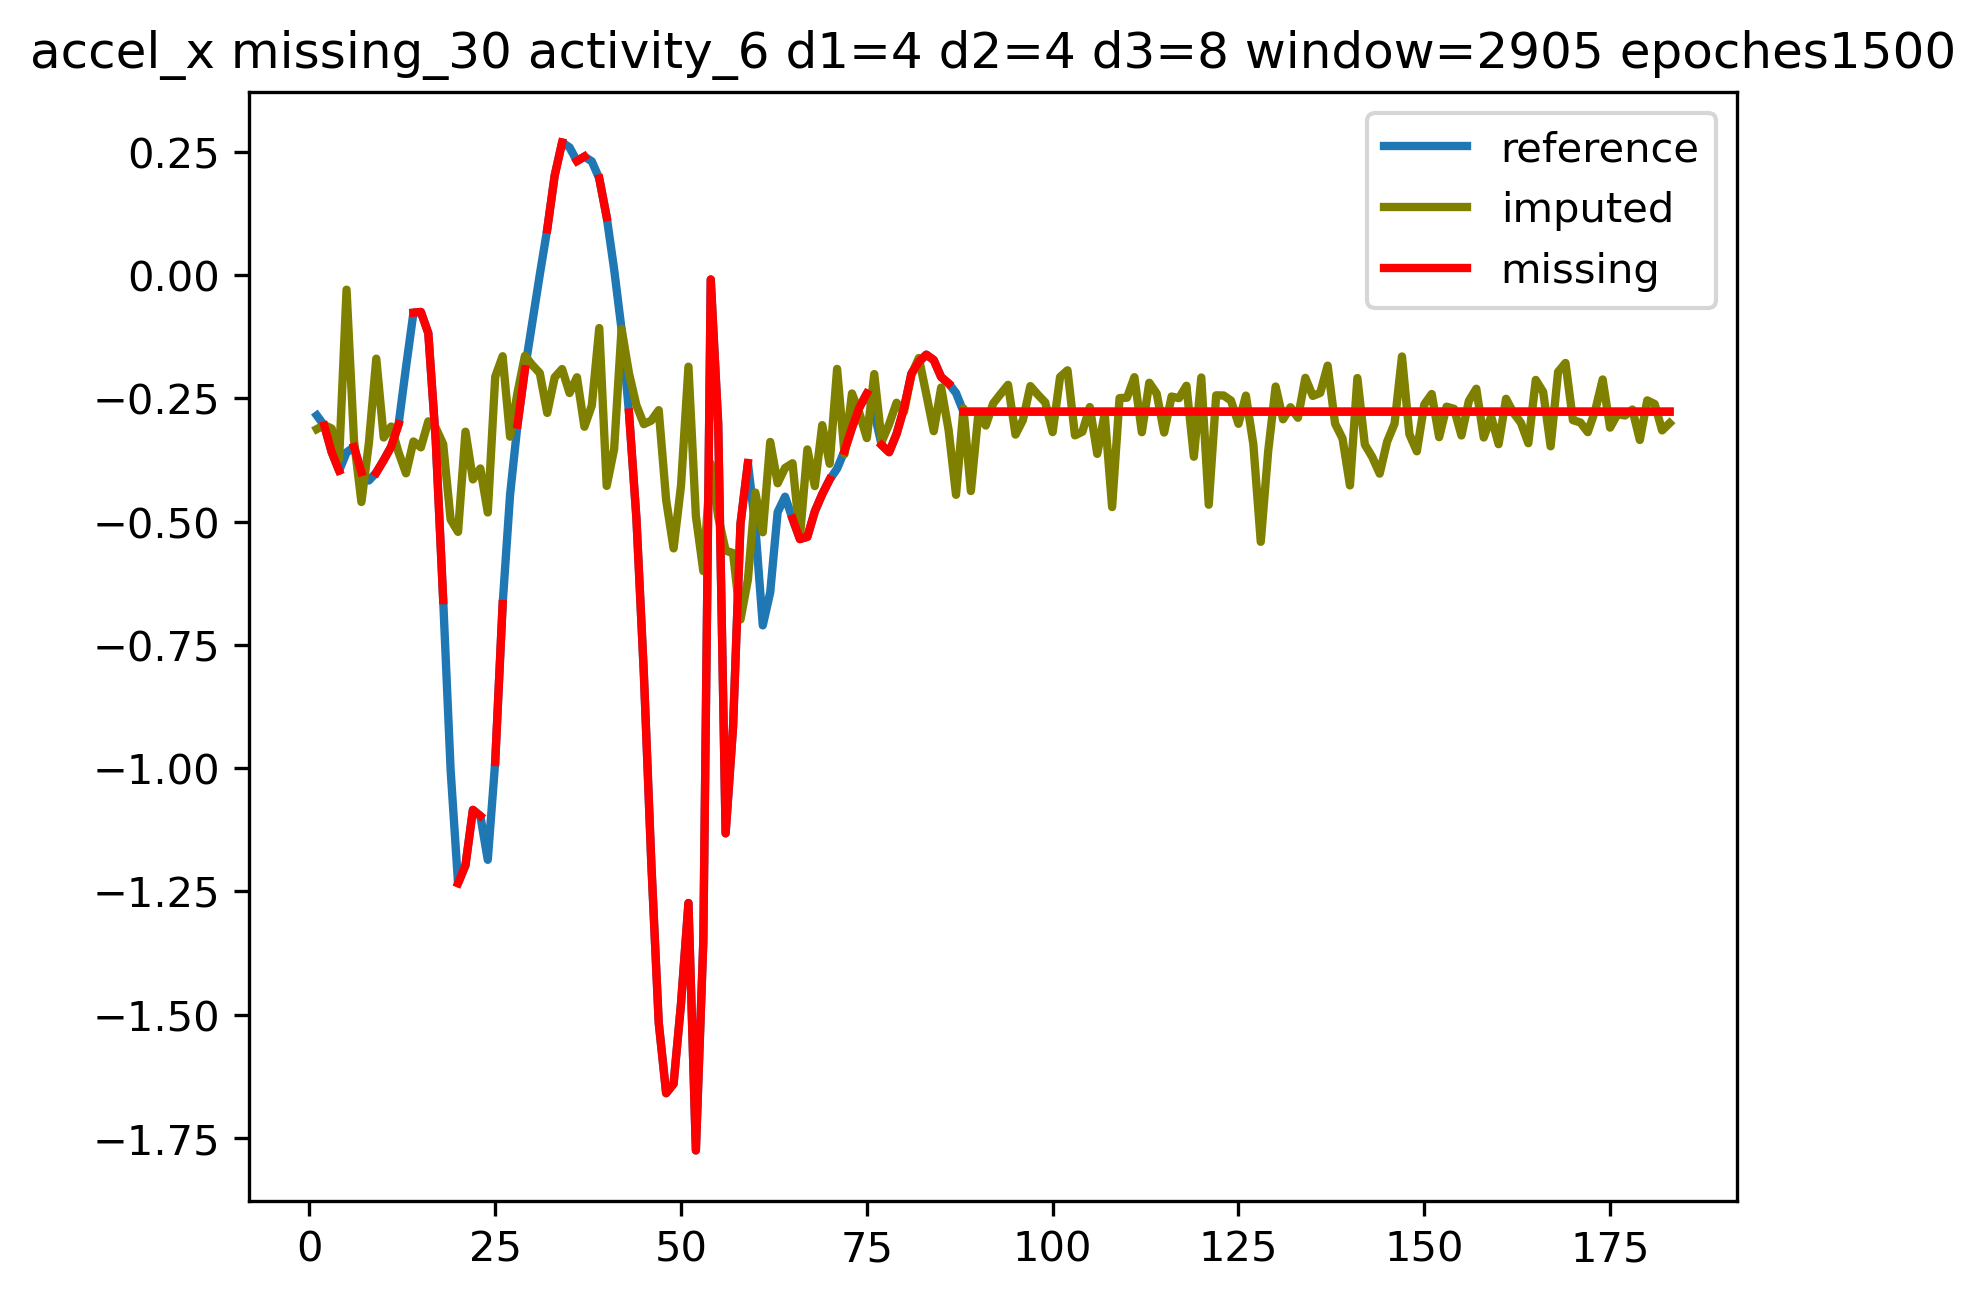 accel_x missing_30 activity_6 d1=4 d2=4 d3=8 window=2905 epoches1500
reference
imputed
missing
0.25
0.00
−0.25
−0.50
−0.75
−1.00
−1.25
−1.50
−1.75
0 25 50 75 100 125 150 175